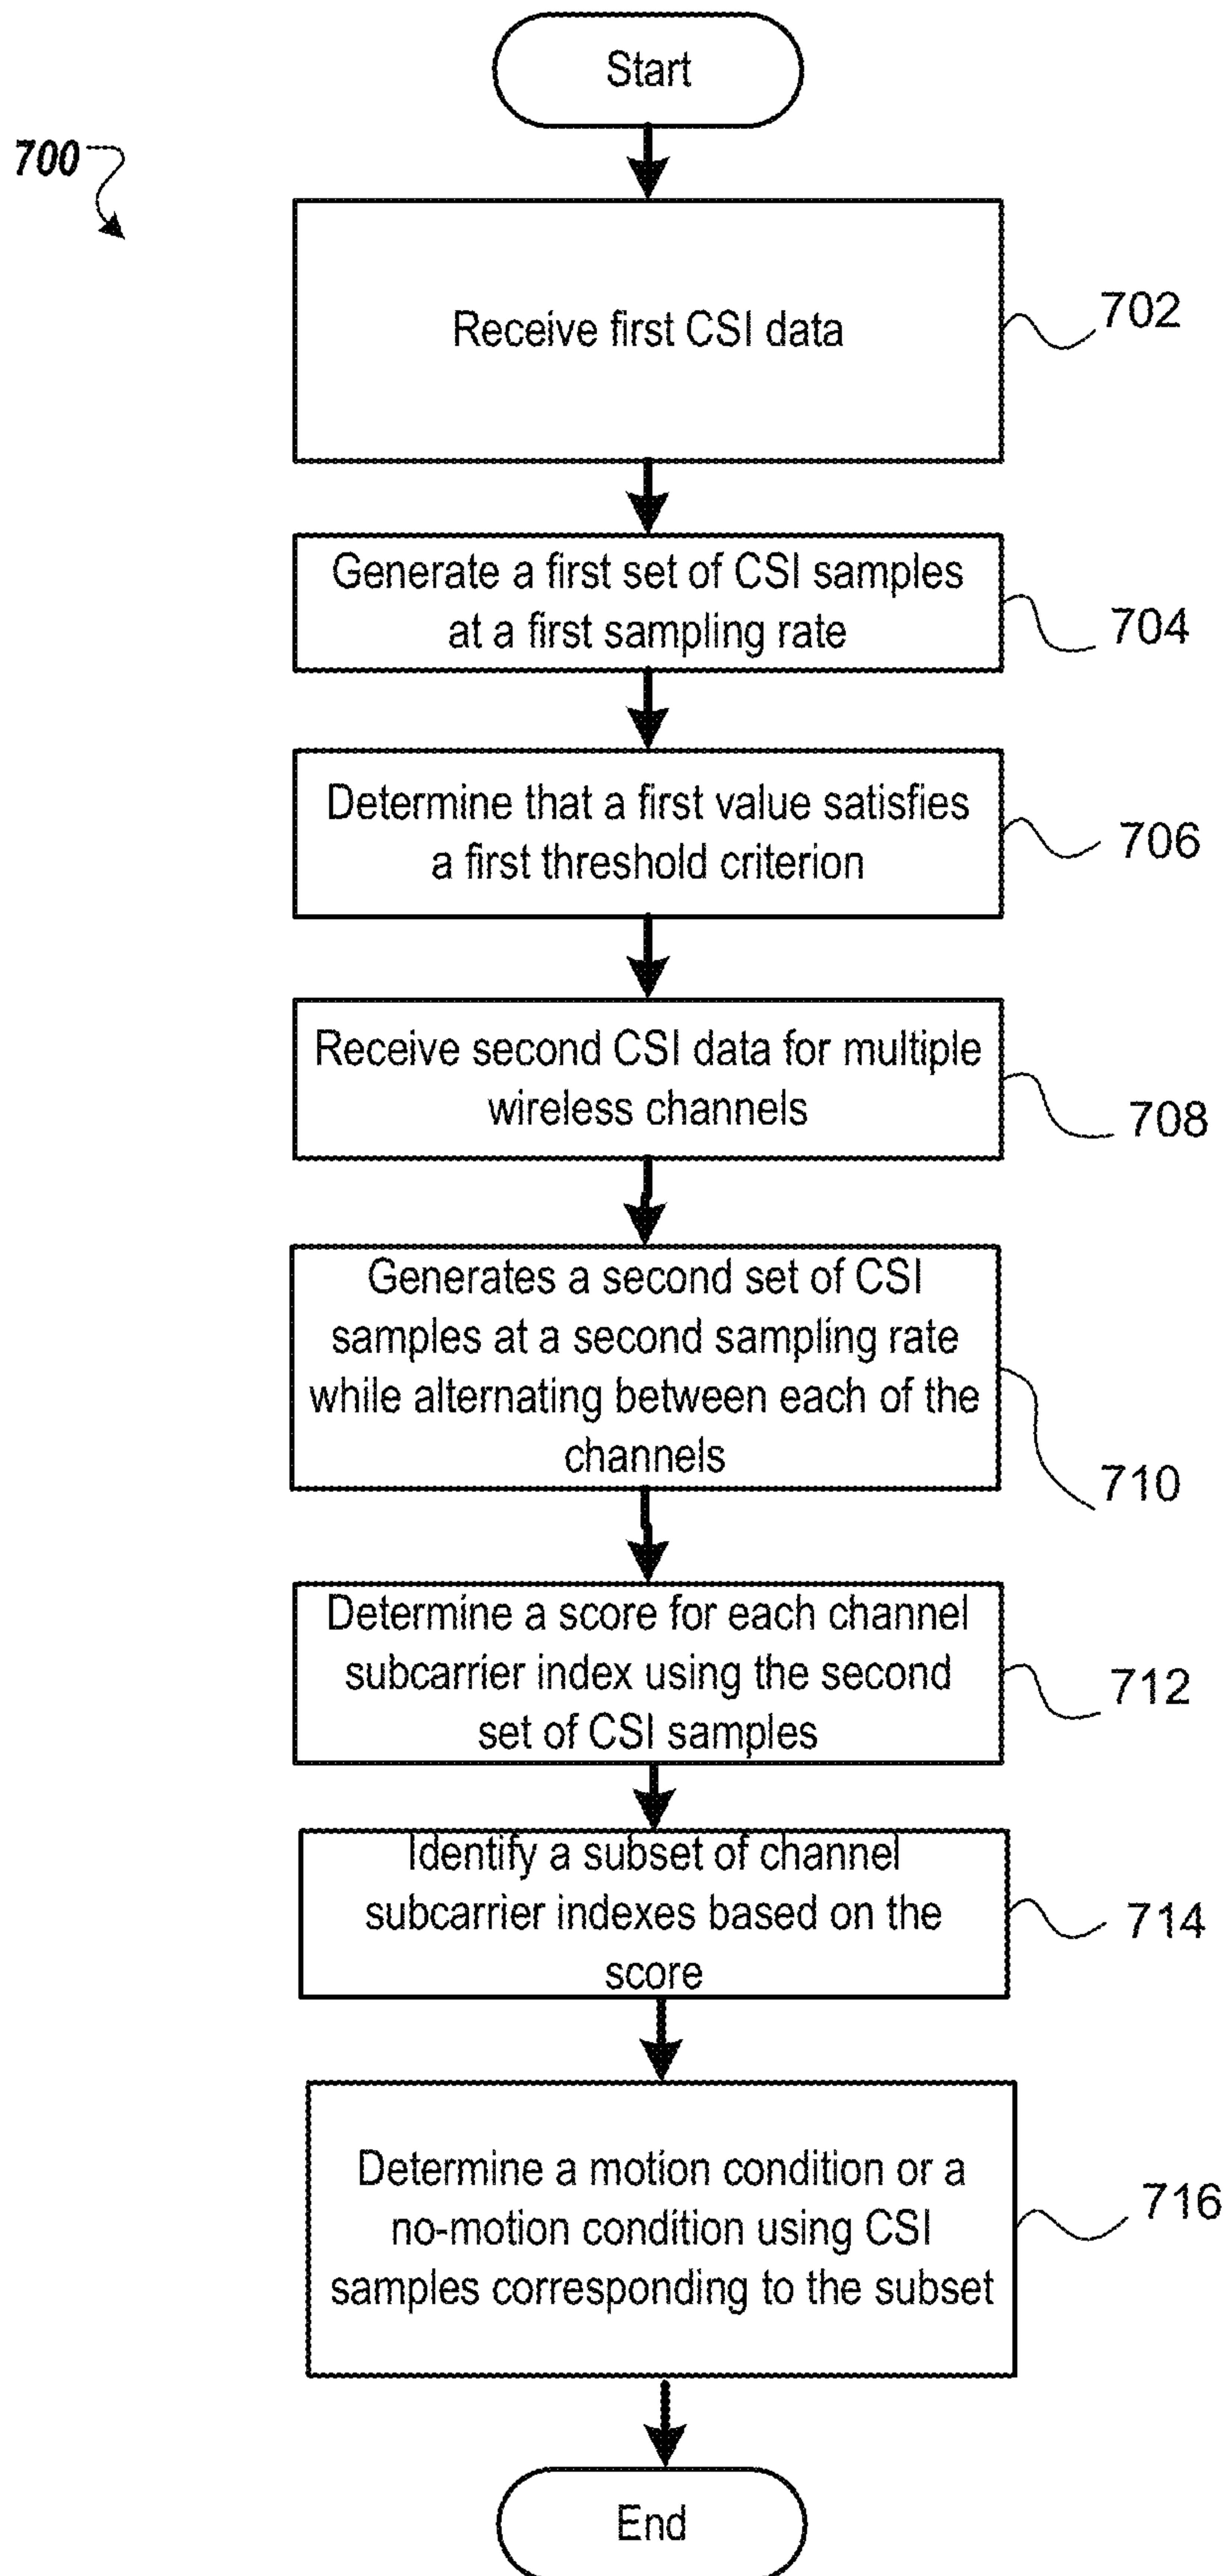 Start
700
Receive first CSI data
702
Generate a first set of CSI samples
at a first sampling rate
704
Determine that a first value satisfies
a first threshold criterion
706
Receive second CSI data for multiple
wireless channels
708
Generates a second set of CSI
samples at a second sampling rate
while alternating between each of the
channels
710
Determine a score for each channel
subcarrier index using the second
set of CSI samples
712
Identify a subset of channel
subcarrier indexes based on the
score
714
Determine a motion condition or a
no-motion condition using CSI
samples corresponding to the subset
716
End